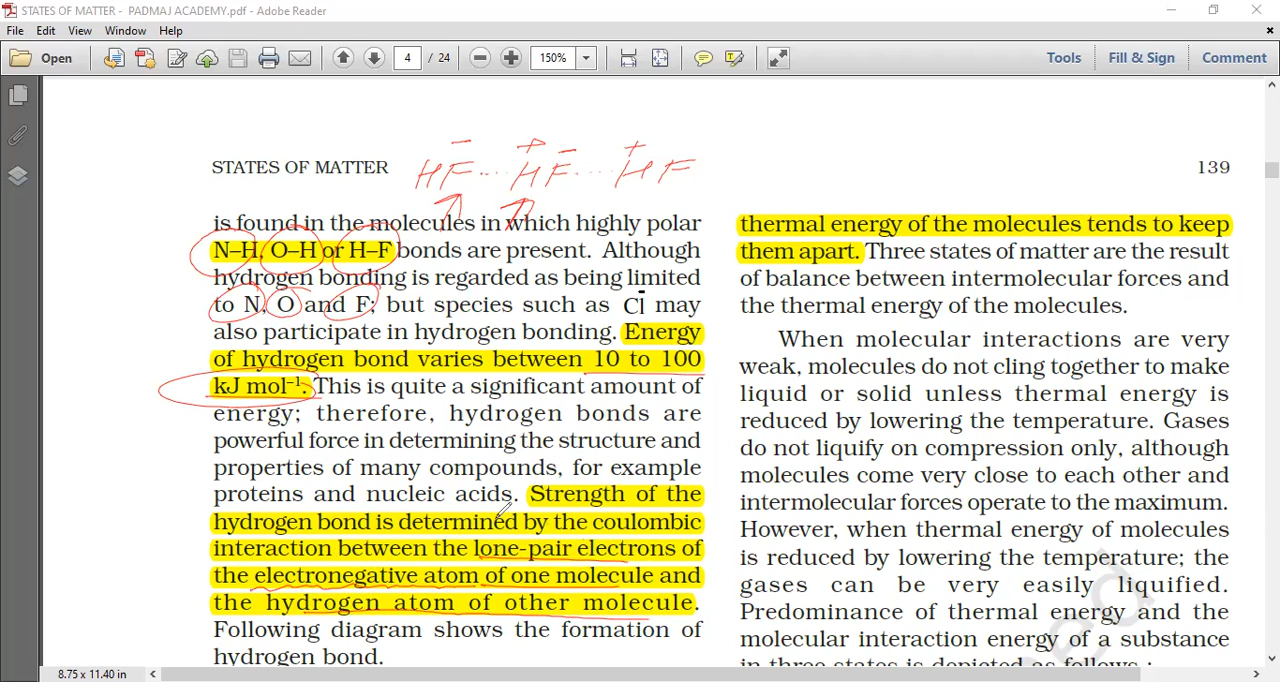 STATES OF MATTER - PADMAJ ACADEMY.pdf - Adobe Reader
File Edit View Window Help
Open 4 / 24 150% Tools Fill & Sign Comment
STATES OF MATTER 139
H F ... H F ... H F
− + − +
is found in the molecules in which highly polar
N–H, O–H or H–F bonds are present. Although
hydrogen bonding is regarded as being limited
to N, O and F; but species such as Cl̄ may
also participate in hydrogen bonding. Energy
of hydrogen bond varies between 10 to 100
kJ mol⁻¹. This is quite a significant amount of
energy; therefore, hydrogen bonds are
powerful force in determining the structure and
properties of many compounds, for example
proteins and nucleic acids. Strength of the
hydrogen bond is determined by the coulombic
interaction between the lone-pair electrons of
the electronegative atom of one molecule and
the hydrogen atom of other molecule.
Following diagram shows the formation of
hydrogen bond.
thermal energy of the molecules tends to keep
them apart. Three states of matter are the result
of balance between intermolecular forces and
the thermal energy of the molecules.
When molecular interactions are very
weak, molecules do not cling together to make
liquid or solid unless thermal energy is
reduced by lowering the temperature. Gases
do not liquify on compression only, although
molecules come very close to each other and
intermolecular forces operate to the maximum.
However, when thermal energy of molecules
is reduced by lowering the temperature; the
gases can be very easily liquified.
Predominance of thermal energy and the
molecular interaction energy of a substance
in three states is depicted as follows :
8.75 x 11.40 in